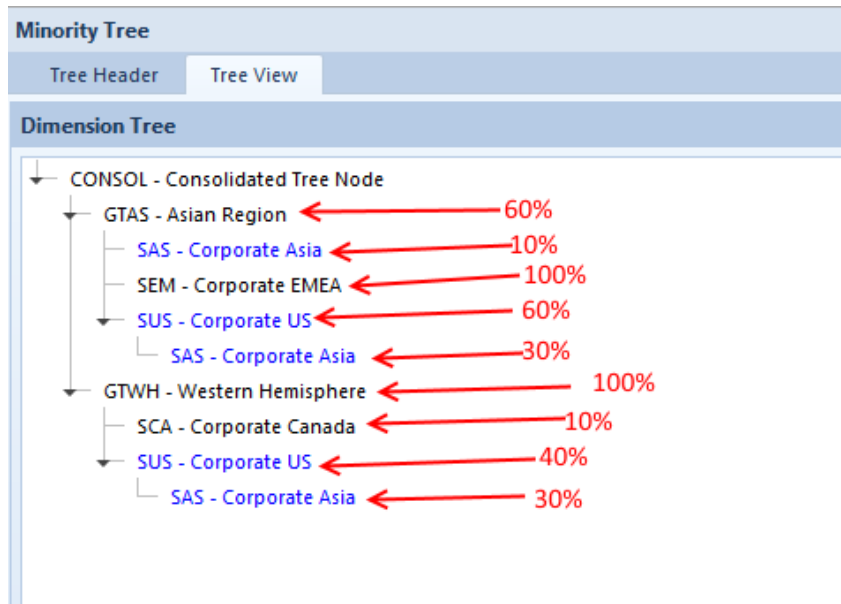 Minority Tree
Tree Header Tree View
Dimension Tree
CONSOL - Consolidated Tree Node
GTAS - Asian Region 60%
SAS - Corporate Asia 10%
SEM - Corporate EMEA 100%
SUS - Corporate US 60%
SAS - Corporate Asia 30%
GTWH - Western Hemisphere 100%
SCA - Corporate Canada 10%
SUS - Corporate US 40%
SAS - Corporate Asia 30%